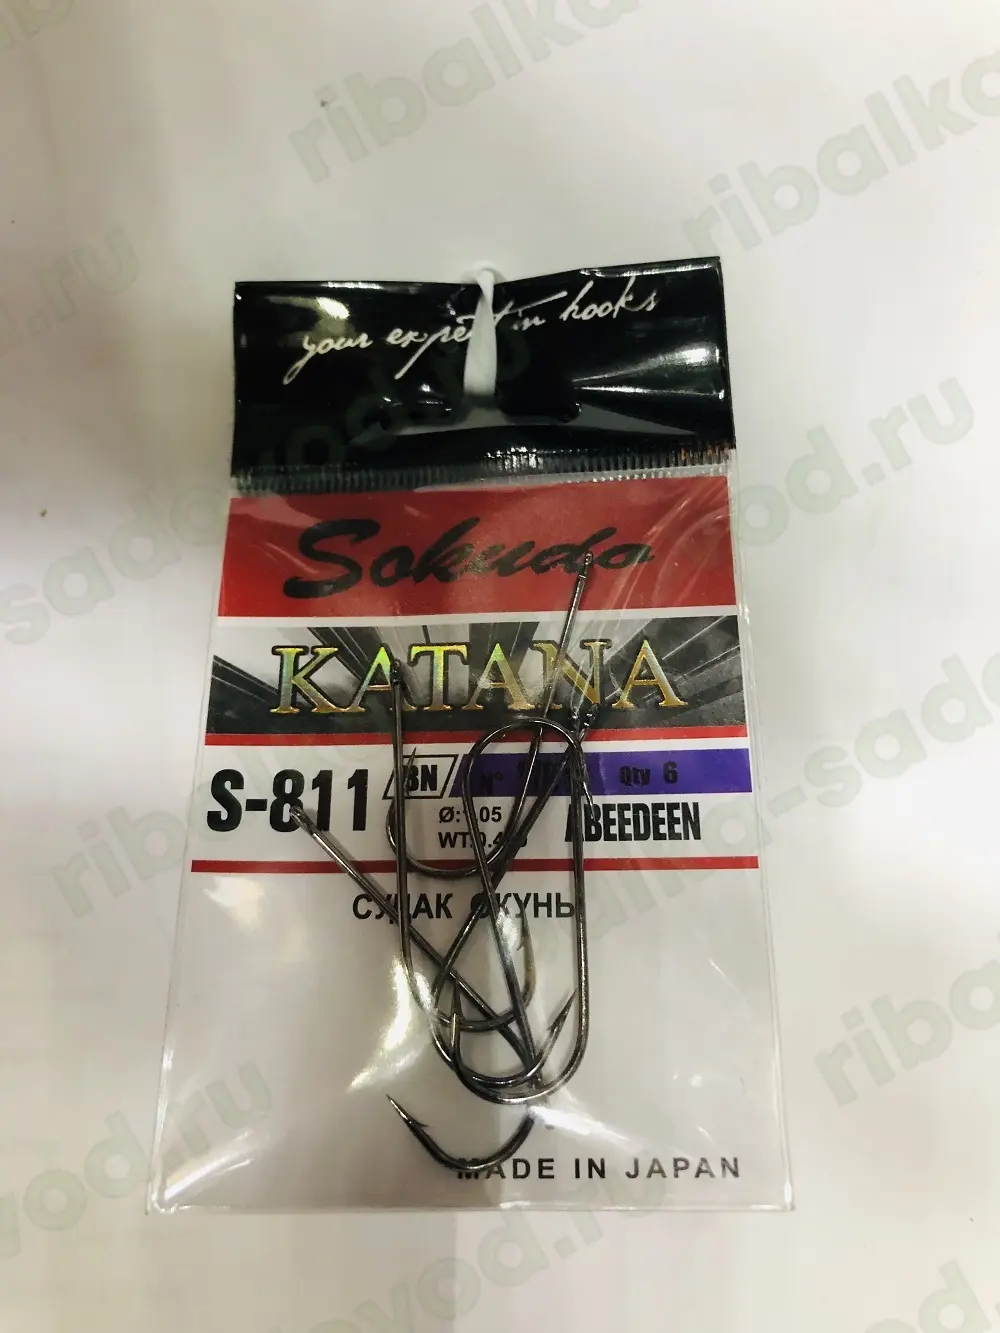 your expert in hooks
Sokudo
KATANA
S-811 BN N° Qty 6
ABEEDEEN
СУДАК ОКУНЬ
MADE IN JAPAN
ribalka-sadovod.ru